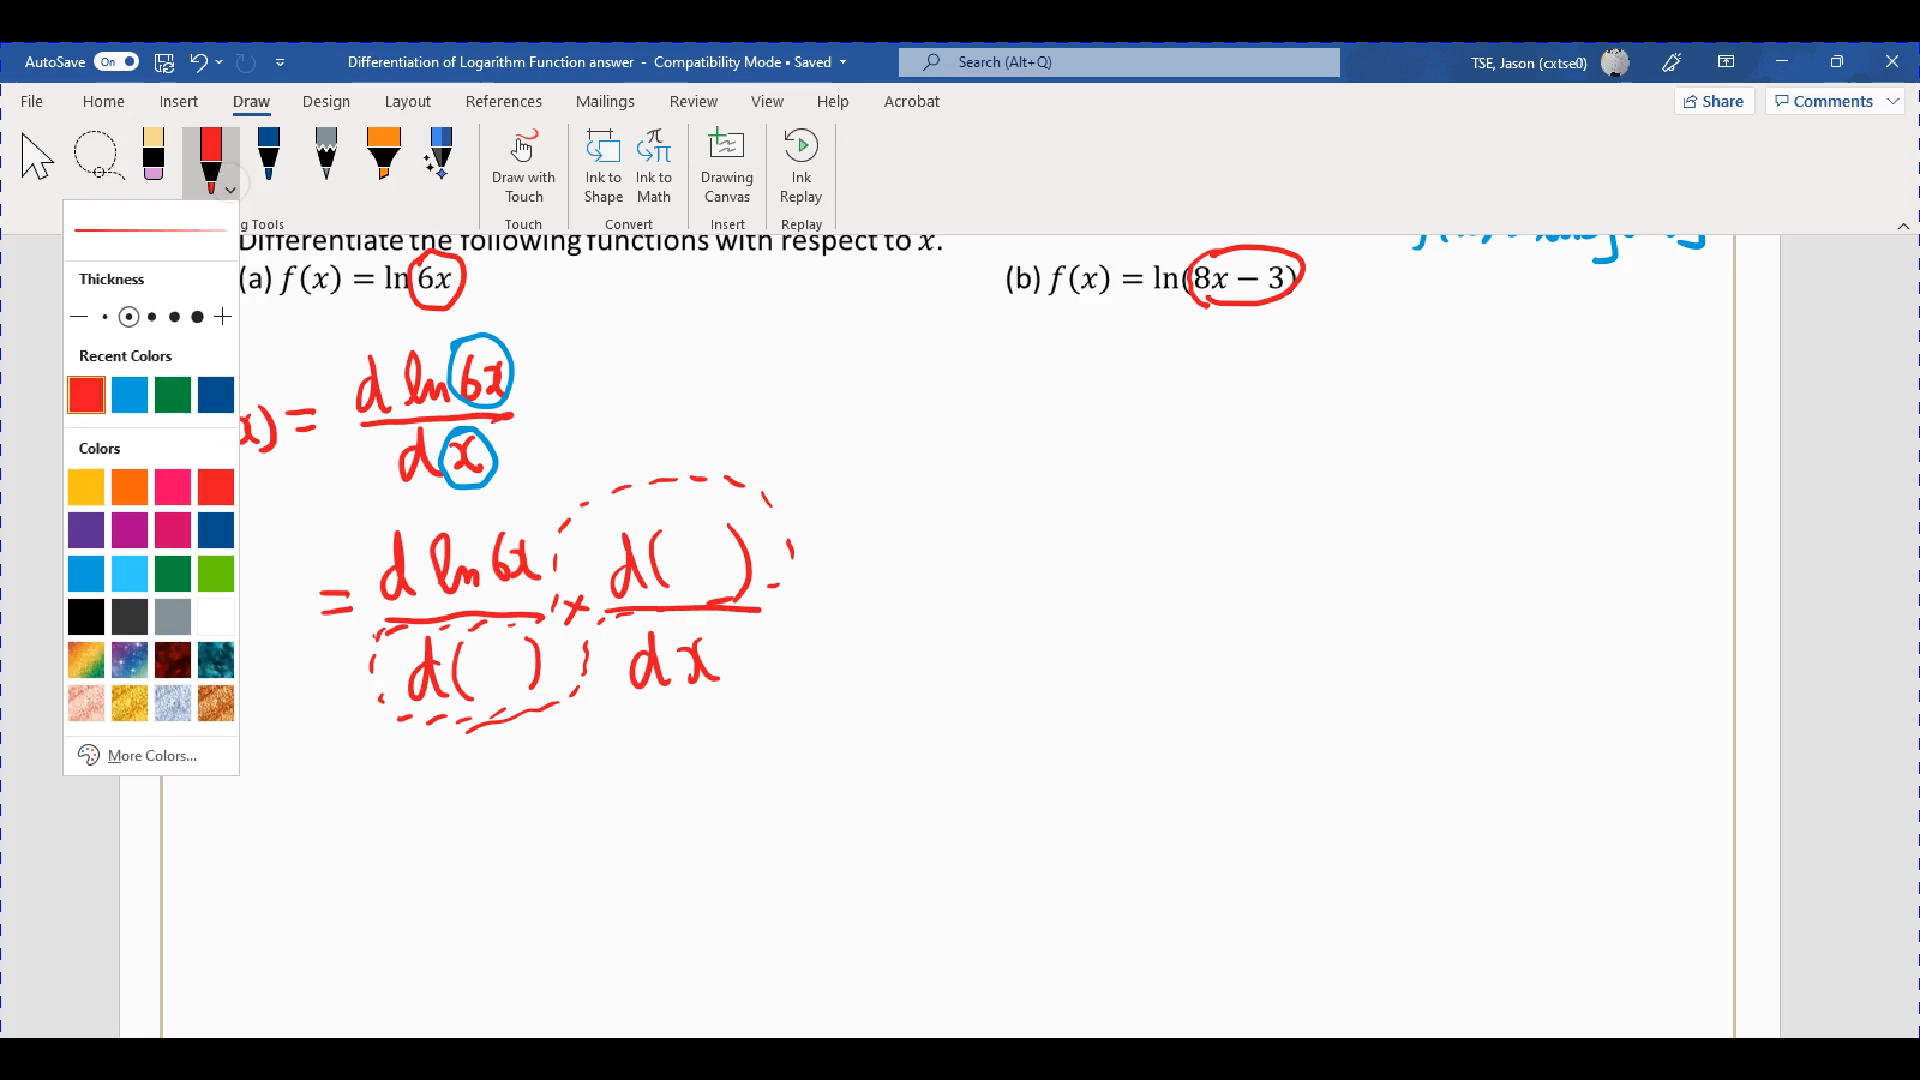 AutoSave On Differentiation of Logarithm Function answer - Compatibility Mode • Saved Search (Alt+Q) TSE, Jason (cxtse0)
File Home Insert Draw Design Layout References Mailings Review View Help Acrobat Share Comments
Draw with Touch
Ink to Shape
Ink to Math
Drawing Canvas
Ink Replay
g Tools Touch Convert Insert Replay
Thickness
Recent Colors
Colors
More Colors...
Differentiate the following functions with respect to x.
(a) f(x) = ln 6x (b) f(x) = ln(8x − 3)
x) = d ln 6x / d x
= d ln 6x / d( ) × d( ) / dx